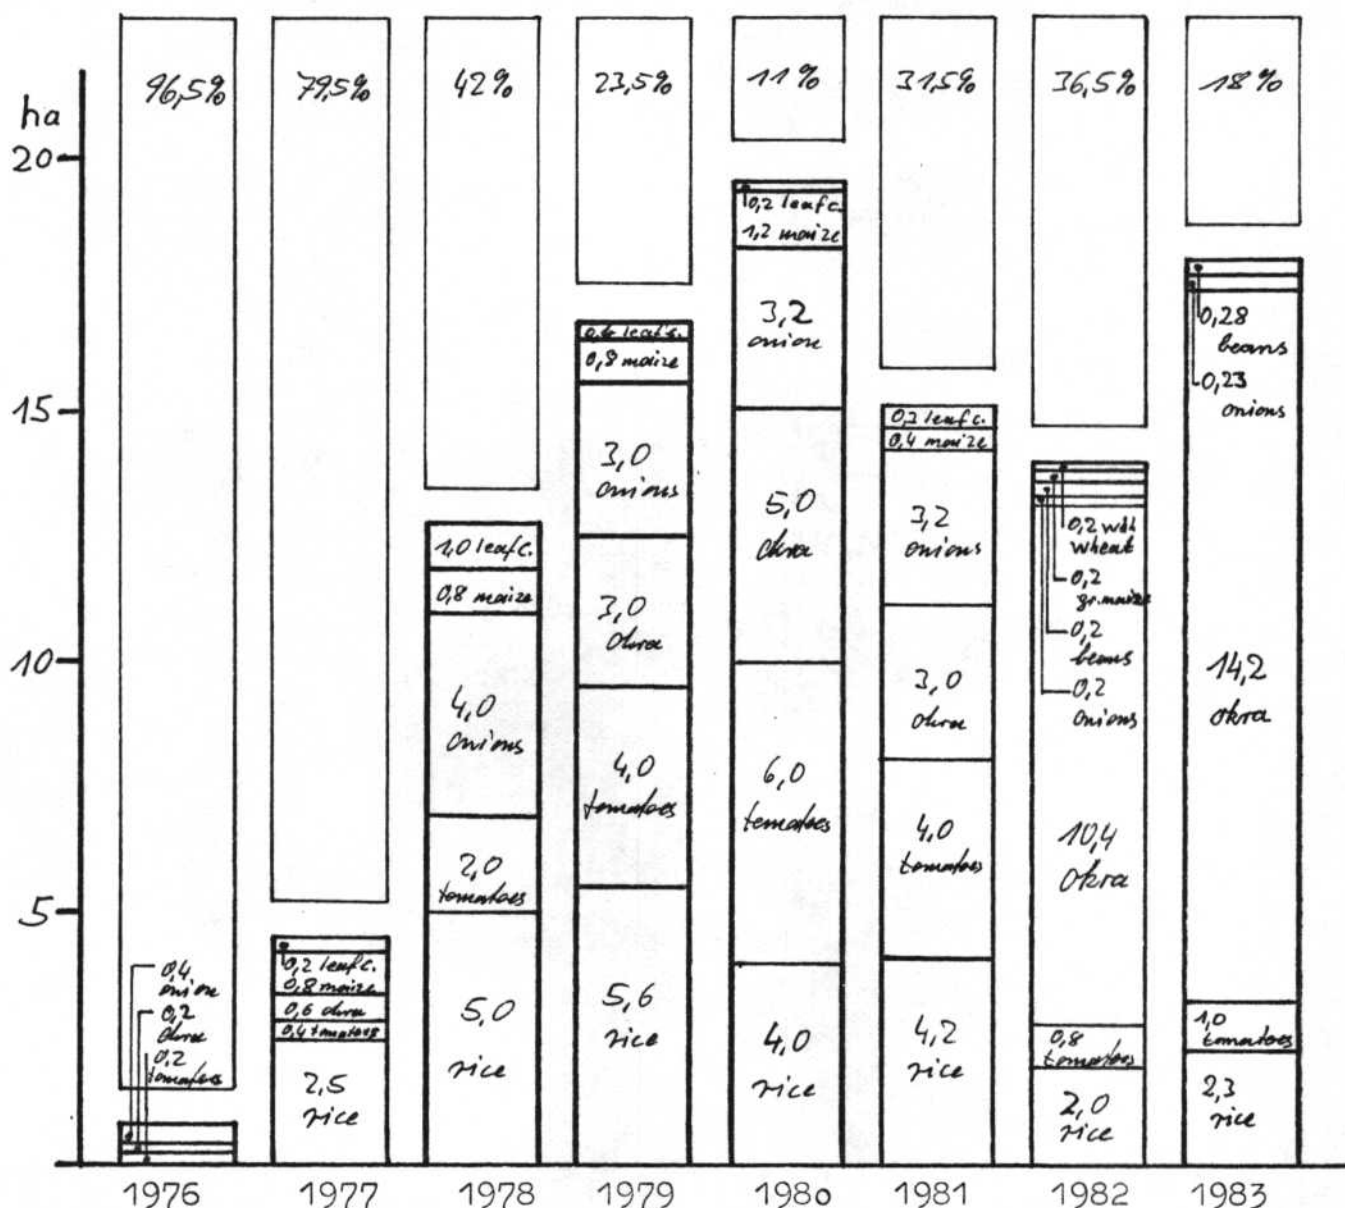 ha
20
15
10
5
96,5%
0,4
onion
0,2
okra
0,2
tomatoes
1976
79,5%
0,2 leaf c.
0,8 maize
0,6 okra
0,4 tomatoes
2,5
rice
1977
42%
1,0 leaf c.
0,8 maize
4,0
onions
2,0
tomatoes
5,0
rice
1978
23,5%
leaf c.
0,8 maize
3,0
onions
3,0
okra
4,0
tomatoes
5,6
rice
1979
11%
0,2 leaf c.
1,2 maize
3,2
onion
5,0
okra
6,0
tomatoes
4,0
rice
1980
31,5%
leaf c.
0,4 maize
3,2
onions
3,0
okra
4,0
tomatoes
4,2
rice
1981
36,5%
0,2
wheat
0,2
gr. maize
0,2
beans
0,2
onions
10,4
okra
0,8
tomatoes
2,0
rice
1982
18%
0,28
beans
0,23
onions
14,2
okra
1,0
tomatoes
2,3
rice
1983